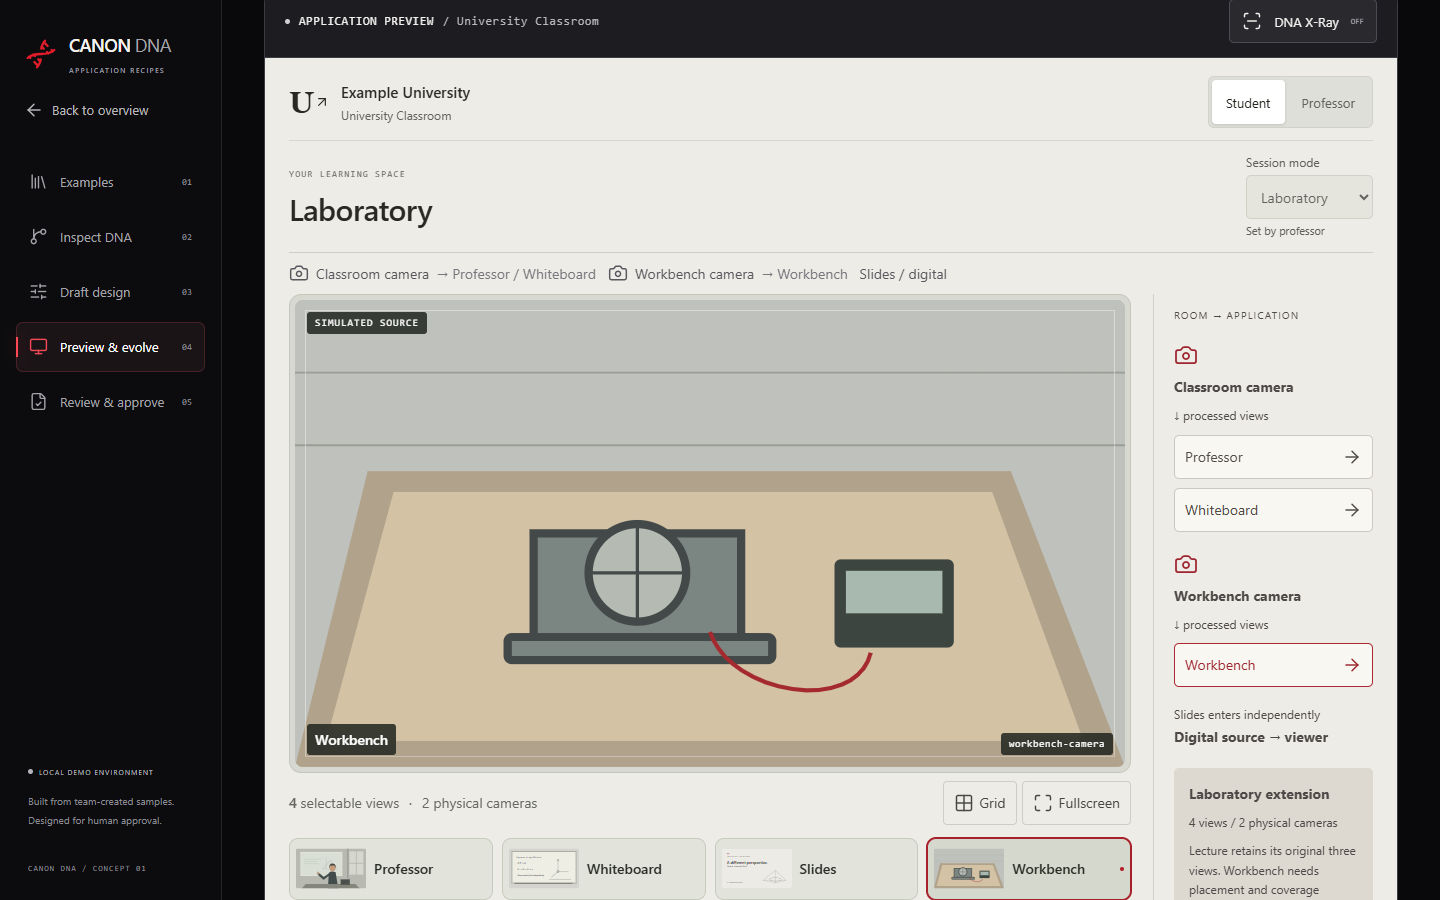 CANON DNA
APPLICATION RECIPES
Back to overview
Examples 01
Inspect DNA 02
Draft design 03
Preview & evolve 04
Review & approve 05
LOCAL DEMO ENVIRONMENT
Built from team-created samples.
Designed for human approval.
CANON DNA / CONCEPT 01
APPLICATION PREVIEW / University Classroom
DNA X-Ray OFF
U Example University
University Classroom
Student Professor
YOUR LEARNING SPACE
Laboratory
Session mode
Laboratory
Set by professor
Classroom camera → Professor / Whiteboard Workbench camera → Workbench Slides / digital
SIMULATED SOURCE
Workbench
workbench-camera
4 selectable views · 2 physical cameras
Grid Fullscreen
Professor Whiteboard Slides Workbench
ROOM → APPLICATION
Classroom camera
↓ processed views
Professor
Whiteboard
Workbench camera
↓ processed views
Workbench
Slides enters independently
Digital source → viewer
Laboratory extension
4 views / 2 physical cameras
Lecture retains its original three
views. Workbench needs
placement and coverage